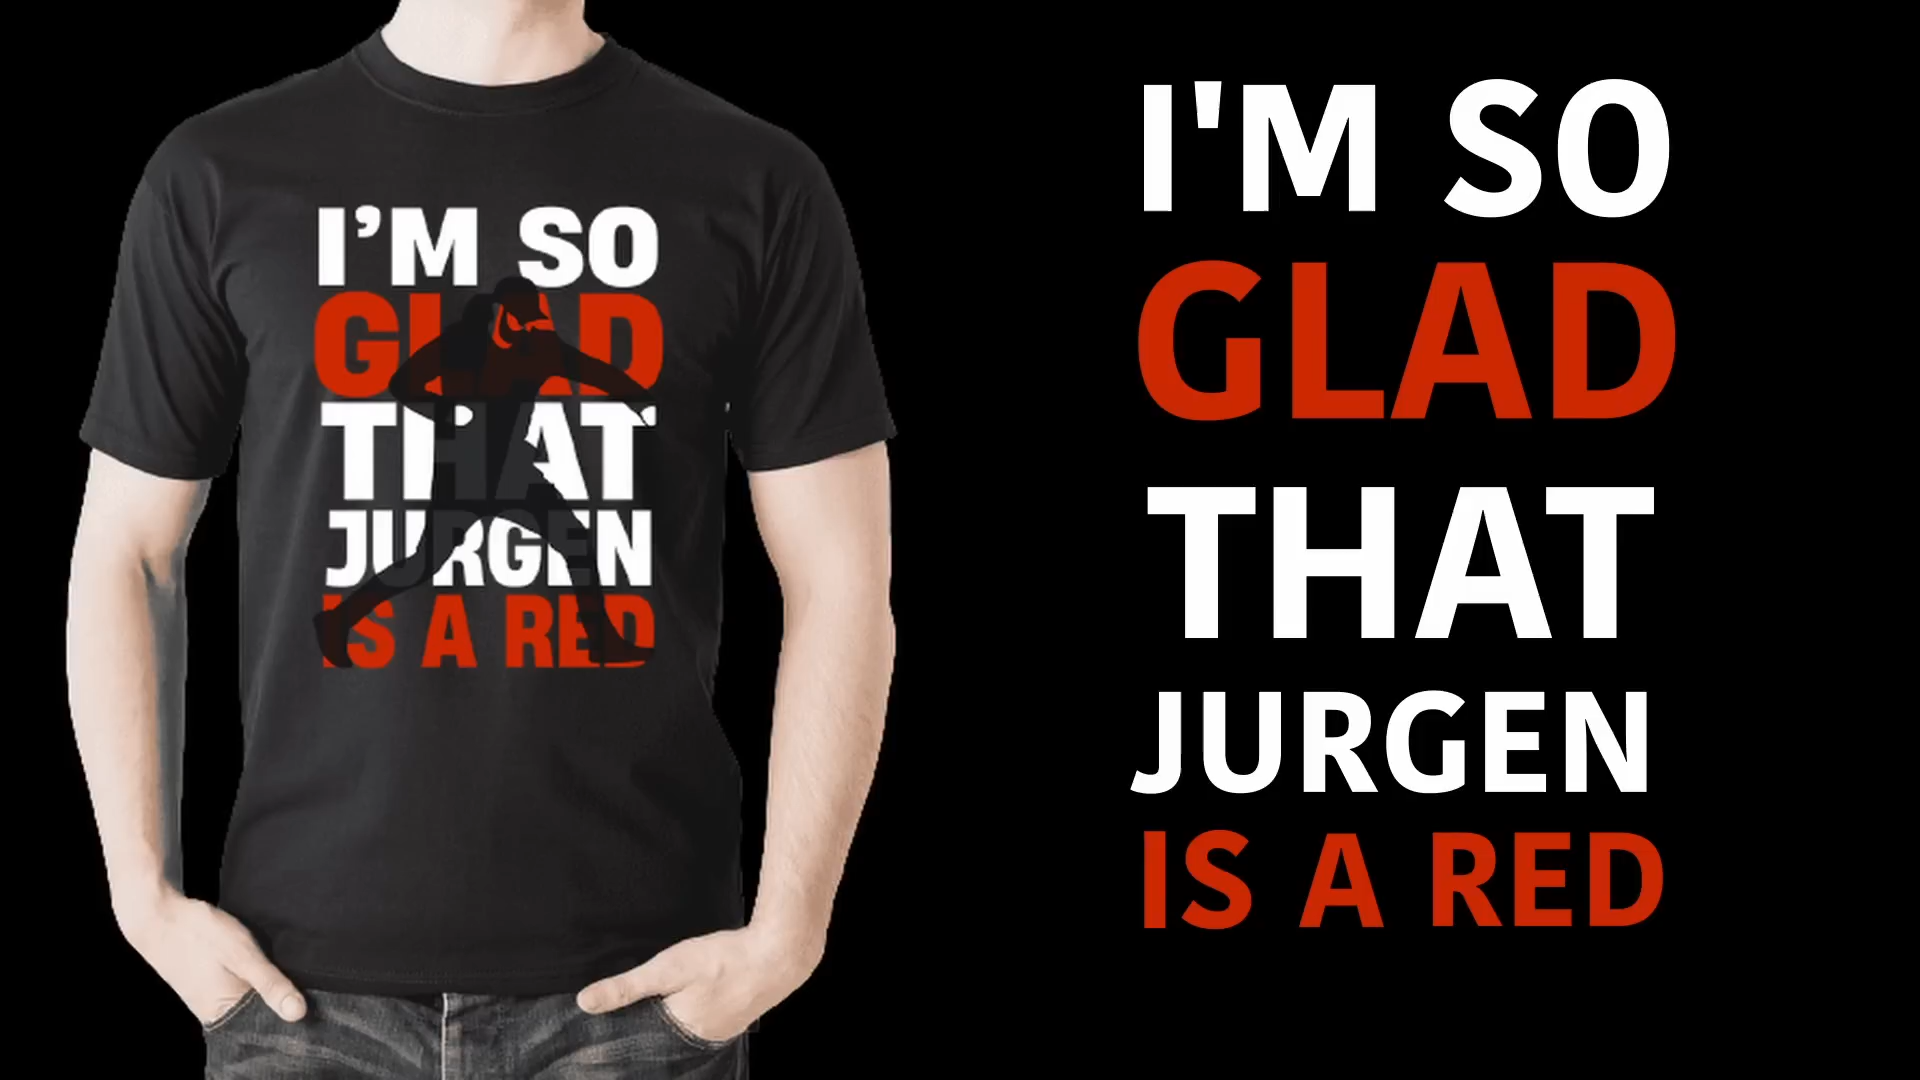 I'M SO
GLAD
THAT
JURGEN
IS A RED
I'M SO
GLAD
THAT
JURGEN
IS A RED